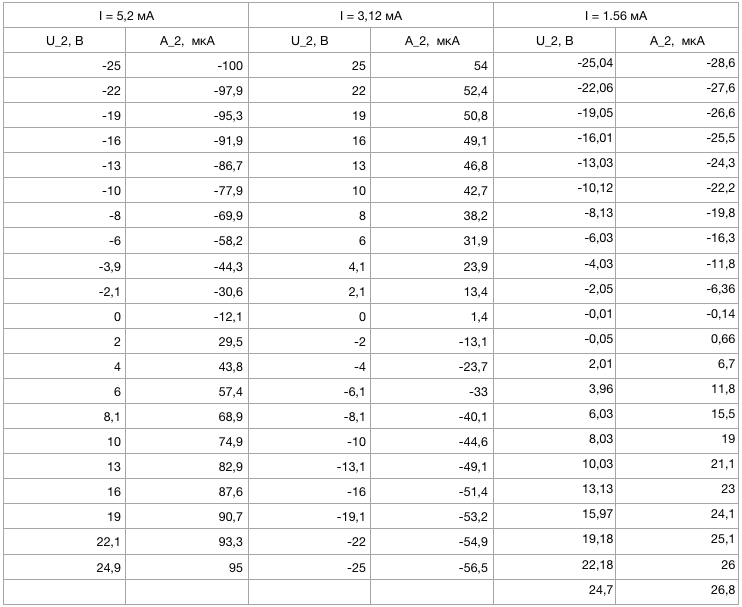 I = 5,2 мА I = 3,12 мА I = 1.56 мА
U_2, В A_2, мкА U_2, В A_2, мкА U_2, В A_2, мкА
-25 -100 25 54 -25,04 -28,6
-22 -97,9 22 52,4 -22,06 -27,6
-19 -95,3 19 50,8 -19,05 -26,6
-16 -91,9 16 49,1 -16,01 -25,5
-13 -86,7 13 46,8 -13,03 -24,3
-10 -77,9 10 42,7 -10,12 -22,2
-8 -69,9 8 38,2 -8,13 -19,8
-6 -58,2 6 31,9 -6,03 -16,3
-3,9 -44,3 4,1 23,9 -4,03 -11,8
-2,1 -30,6 2,1 13,4 -2,05 -6,36
0 -12,1 0 1,4 -0,01 -0,14
2 29,5 -2 -13,1 -0,05 0,66
4 43,8 -4 -23,7 2,01 6,7
6 57,4 -6,1 -33 3,96 11,8
8,1 68,9 -8,1 -40,1 6,03 15,5
10 74,9 -10 -44,6 8,03 19
13 82,9 -13,1 -49,1 10,03 21,1
16 87,6 -16 -51,4 13,13 23
19 90,7 -19,1 -53,2 15,97 24,1
22,1 93,3 -22 -54,9 19,18 25,1
24,9 95 -25 -56,5 22,18 26
24,7 26,8